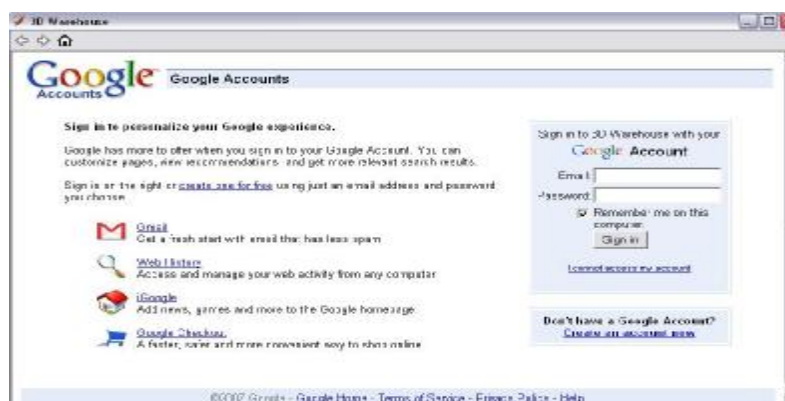 3D Warehouse
Google
Accounts
Google Accounts
Sign in to personalize your Google experience.
Google has more to offer when you sign in to your Google Account. You can
customize pages, view recommendations, and get more relevant search results.
Sign in on the right or create one for free using just an email address and password
you choose.
Gmail
Get a fresh start with email that has less spam
Web History
Access and manage your web activity from any computer
iGoogle
Add news, games and more to the Google homepage
Google Checkout
A faster, safer and more convenient way to shop online
Sign in to 3D Warehouse with your
Google Account
Email:
Password:
Remember me on this
computer.
Sign in
I cannot access my account
Don't have a Google Account?
Create an account now
©2007 Google - Google Home - Terms of Service - Privacy Policy - Help